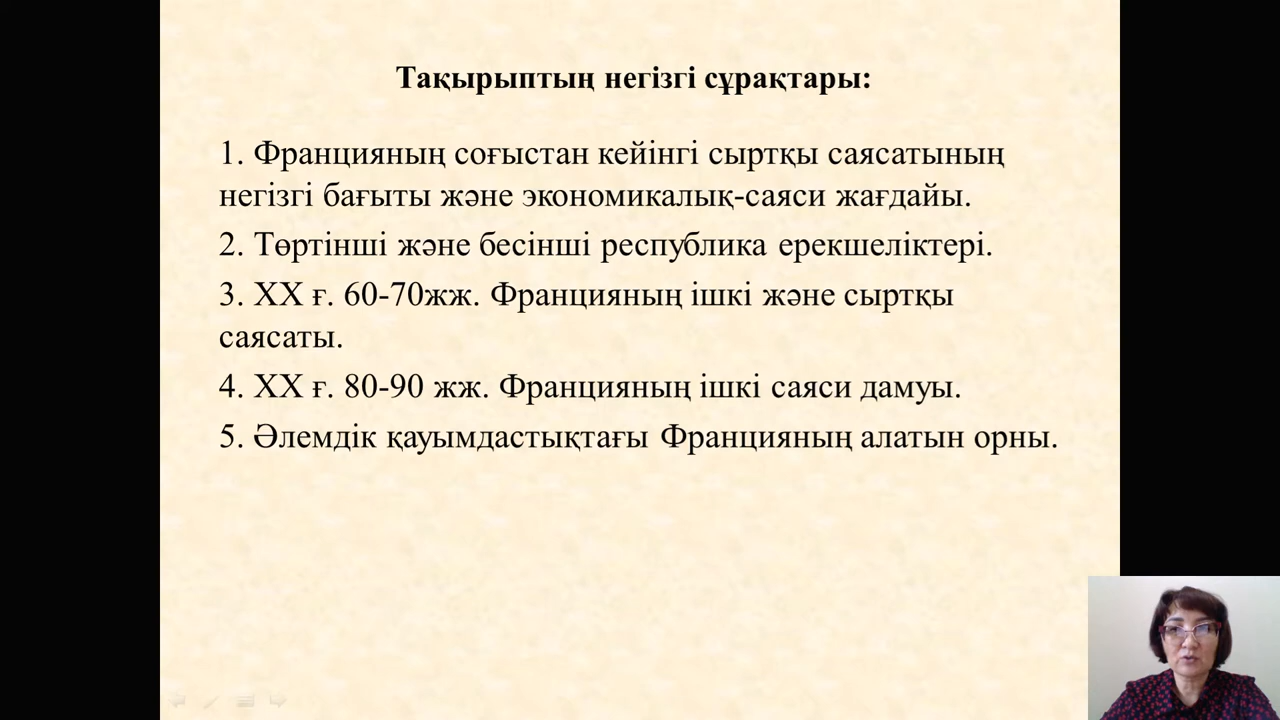 Тақырыптың негізгі сұрақтары:
1. Францияның соғыстан кейінгі сыртқы саясатының
негізгі бағыты және экономикалық-саяси жағдайы.
2. Төртінші және бесінші республика ерекшеліктері.
3. ХХ ғ. 60-70жж. Францияның ішкі және сыртқы
саясаты.
4. ХХ ғ. 80-90 жж. Францияның ішкі саяси дамуы.
5. Әлемдік қауымдастықтағы Францияның алатын орны.